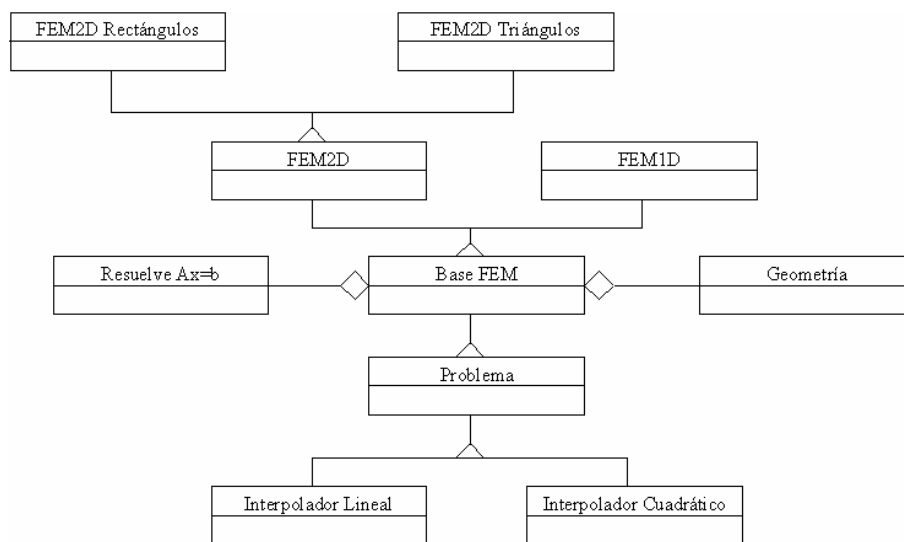 FEM2D Rectángulos
FEM2D Triángulos
FEM2D
FEM1D
Resuelve Ax=b
Base FEM
Geometría
Problema
Interpolador Lineal
Interpolador Cuadrático